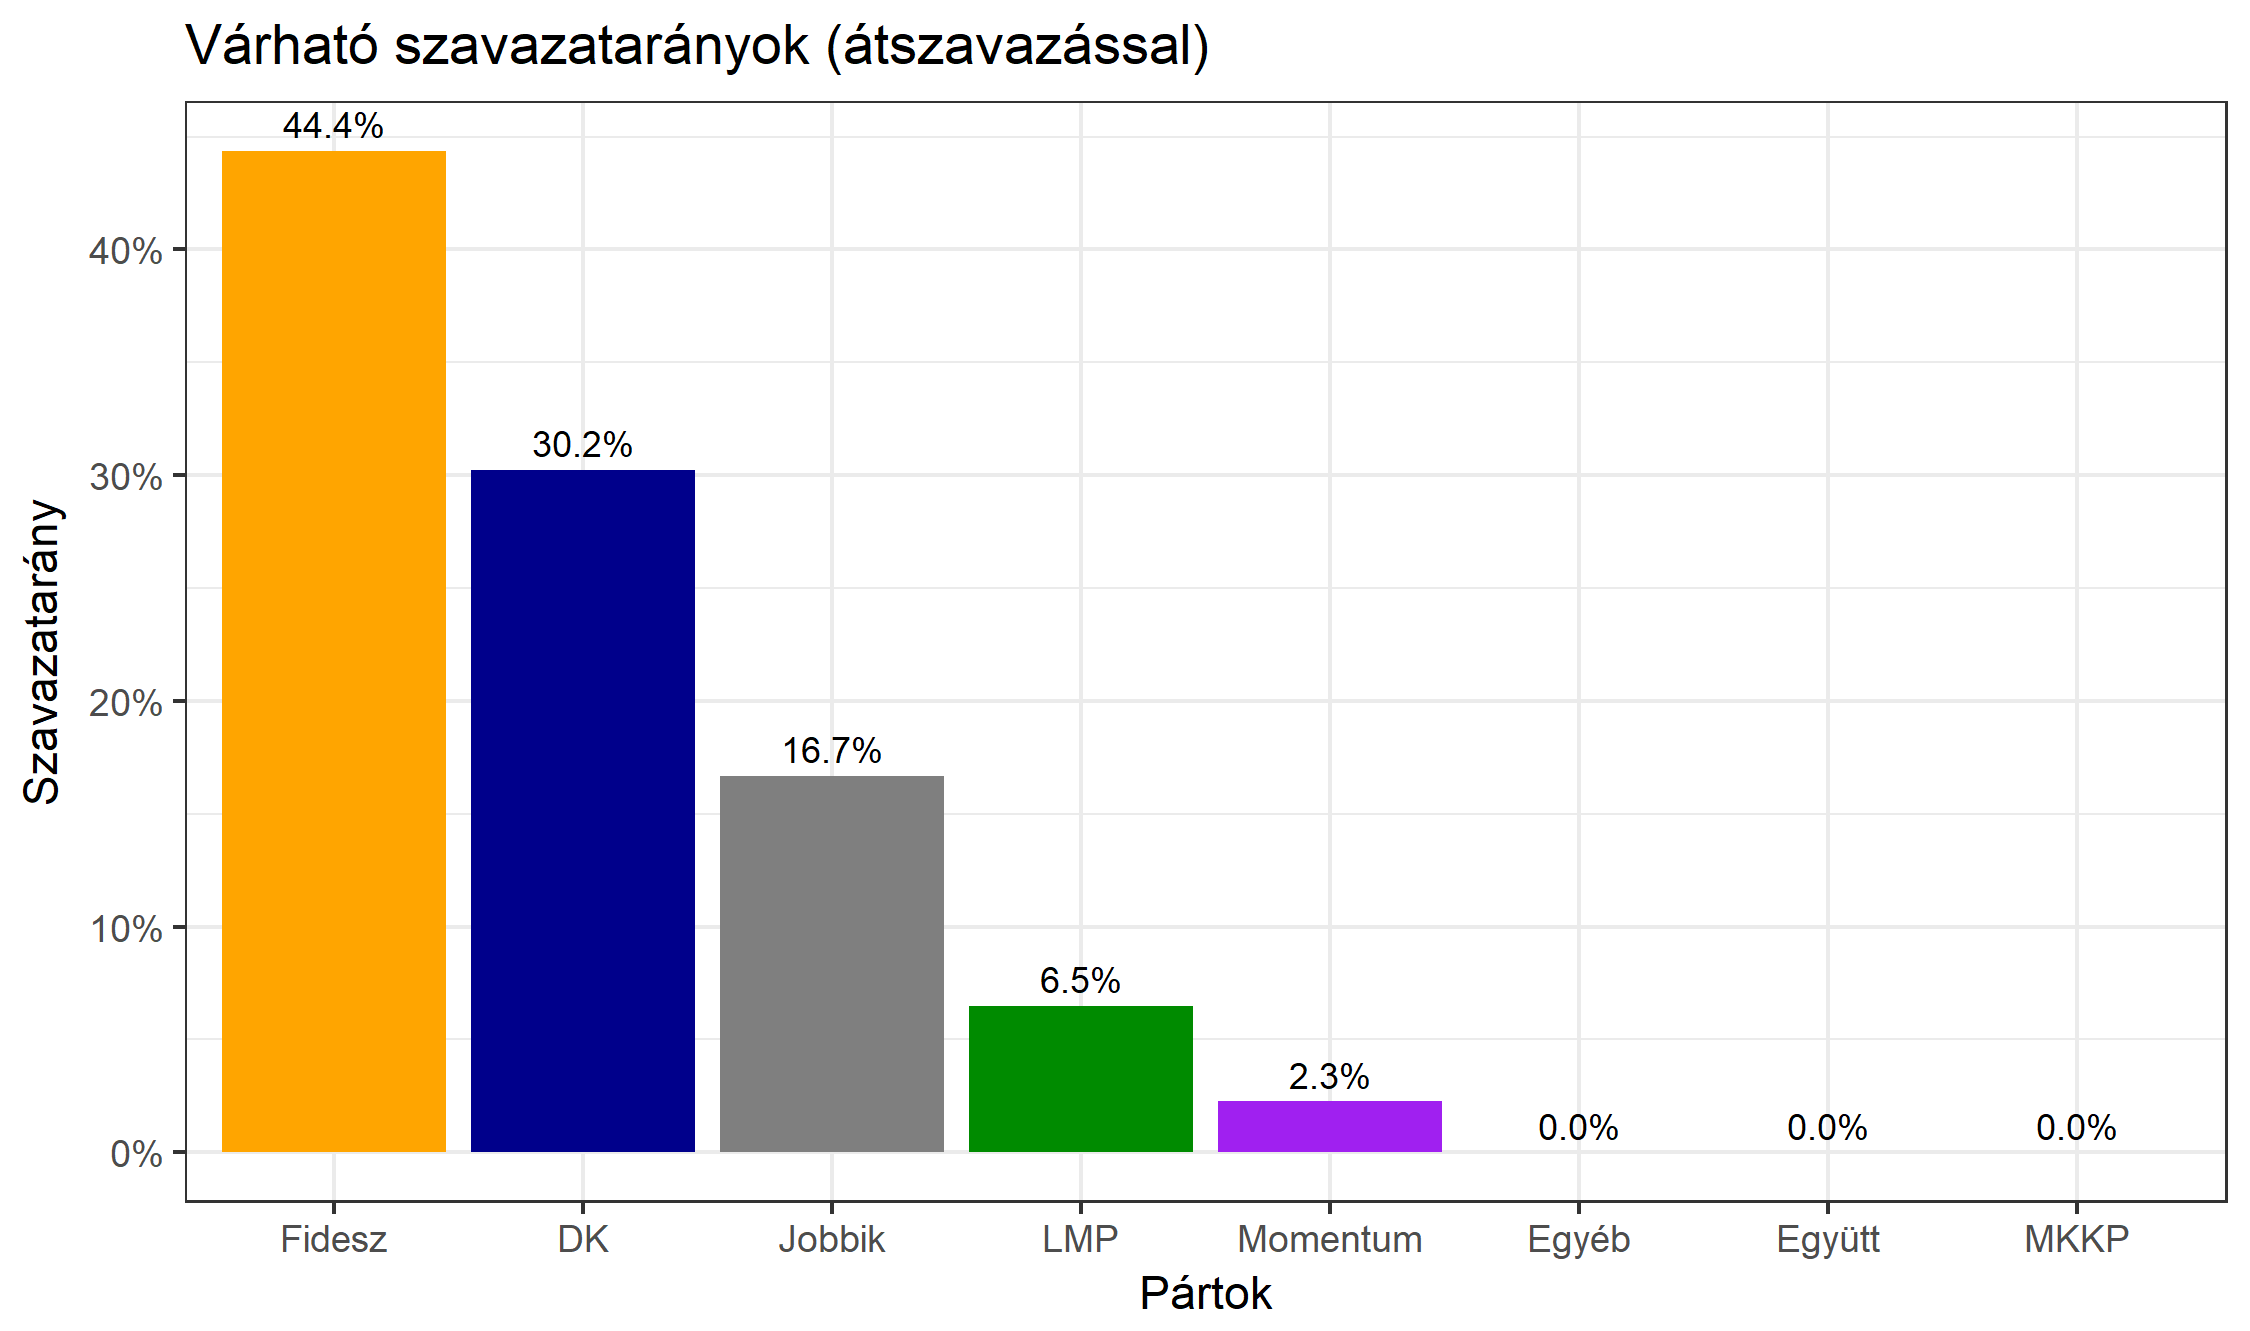 Várható szavazatarányok (átszavazással)
44.4%
30.2%
16.7%
6.5%
2.3%
0.0%
0.0%
0.0%
40%
30%
20%
10%
0%
Szavazatarány
Fidesz
DK
Jobbik
LMP
Momentum
Egyéb
Együtt
MKKP
Pártok